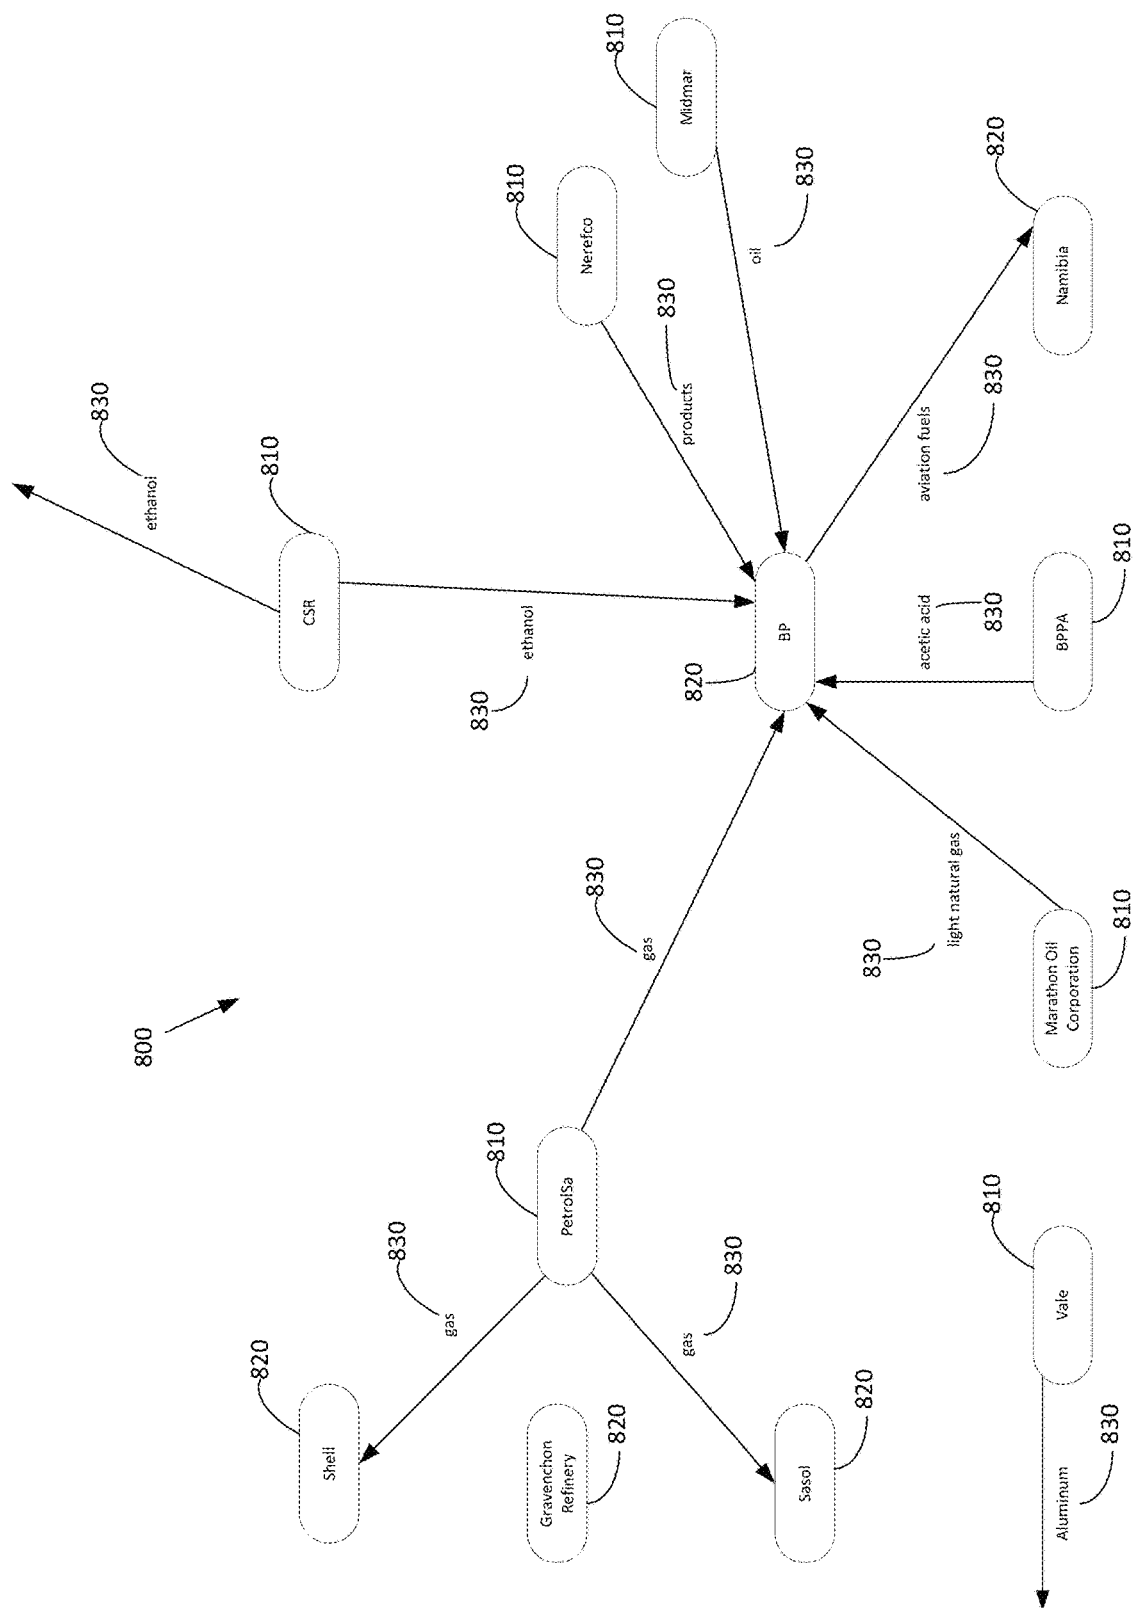 830
800
ethanol
820
810
CSR
Shell
830
gas
830
810
810
ethanol
Gravenchon
Refinery
PetrolSa
Nerefco
830
810
820
gas
830
gas
products
Midmar
820
830
oil
BP
Sasol
830
820
830
acetic acid
aviation fuels
light natural gas
810
830
830
820
Aluminum
Vale
Marathon Oil
Corporation
BPPA
Namibia
830
810
810